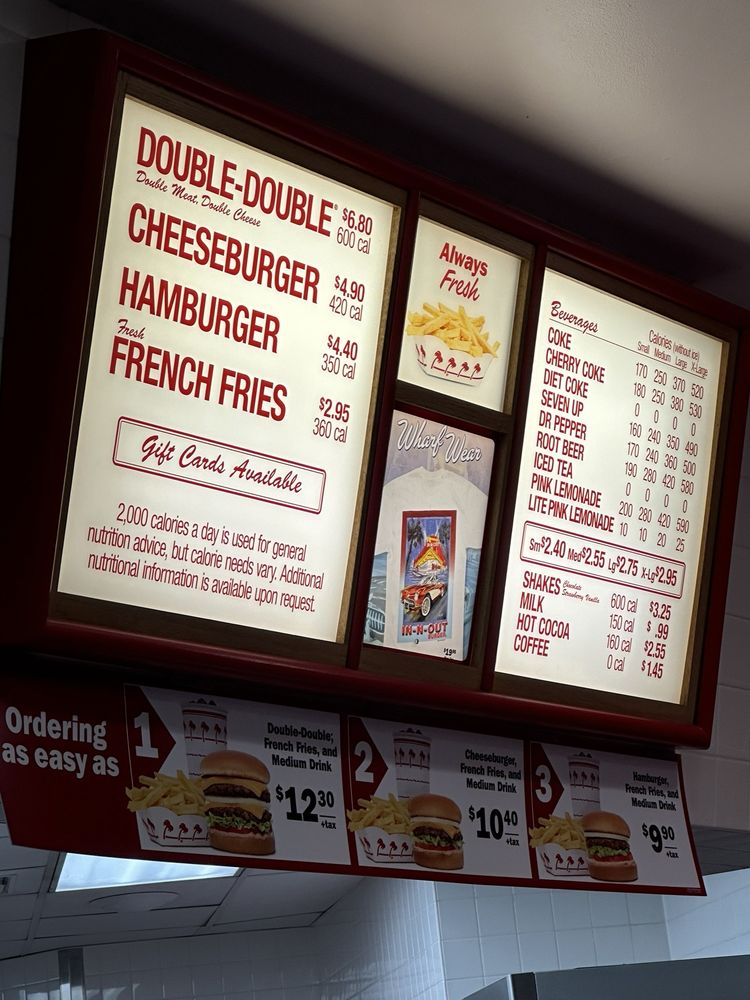 DOUBLE-DOUBLE® $6.80
Double Meat, Double Cheese 600 cal
CHEESEBURGER $4.90
420 cal
HAMBURGER $4.40
350 cal
Fresh
FRENCH FRIES $2.95
360 cal
Gift Cards Available
2,000 calories a day is used for general
nutrition advice, but calorie needs vary. Additional
nutritional information is available upon request.
Always
Fresh
Wharf Wear
IN-N-OUT
BURGER
Beverages Calories (without ice)
Small Medium Large X-Large
COKE 170 250 370 520
CHERRY COKE 180 250 380 530
DIET COKE 0 0 0 0
SEVEN UP 160 240 350 490
DR PEPPER 170 240 360 500
ROOT BEER 190 280 420 580
ICED TEA 0 0 0 0
PINK LEMONADE 200 280 420 590
LITE PINK LEMONADE 10 10 20 25
Sm $2.40 Med $2.55 Lg $2.75 X-Lg $2.95
SHAKES Chocolate Strawberry Vanilla 600 cal $3.25
MILK 150 cal $ .99
HOT COCOA 160 cal $2.55
COFFEE 0 cal $1.45
Ordering
as easy as
1
Double-Double,
French Fries, and
Medium Drink
$12.30
+tax
2
Cheeseburger,
French Fries, and
Medium Drink
$10.40
+tax
3
Hamburger,
French Fries, and
Medium Drink
$9.90
+tax